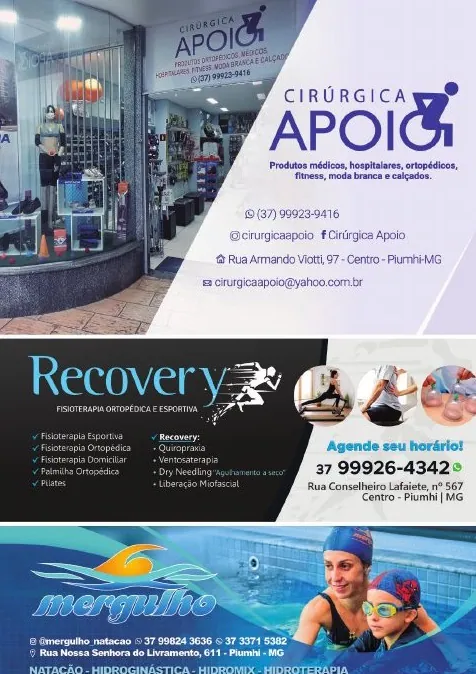 CIRÚRGICA
APOIO
PRODUTOS ORTOPÉDICOS, MÉDICOS,
HOSPITALARES, FITNESS, MODA BRANCA E CALÇADOS
(37) 99923-9416
CIRÚRGICA
APOIO
Produtos médicos, hospitalares, ortopédicos,
fitness, moda branca e calçados.
(37) 99923-9416
cirurgicaapoio f Cirúrgica Apoio
Rua Armando Viotti, 97 - Centro - Piumhi-MG
cirurgicaapoio@yahoo.com.br
Recovery
FISIOTERAPIA ORTOPÉDICA E ESPORTIVA
✓ Fisioterapia Esportiva
✓ Fisioterapia Ortopédica
✓ Fisioterapia Domiciliar
✓ Palmilha Ortopédica
✓ Pilates
✓ Recovery:
• Quiropraxia
• Ventosaterapia
• Dry Needling "Agulhamento a seco"
• Liberação Miofascial
Agende seu horário!
37 99926-4342
Rua Conselheiro Lafaiete, nº 567
Centro - Piumhi | MG
mergulho
@mergulho_natacao 37 99824 3636 37 3371 5382
Rua Nossa Senhora do Livramento, 611 - Piumhi - MG
NATAÇÃO - HIDROGINÁSTICA - HIDROMIX - HIDROTERAPIA